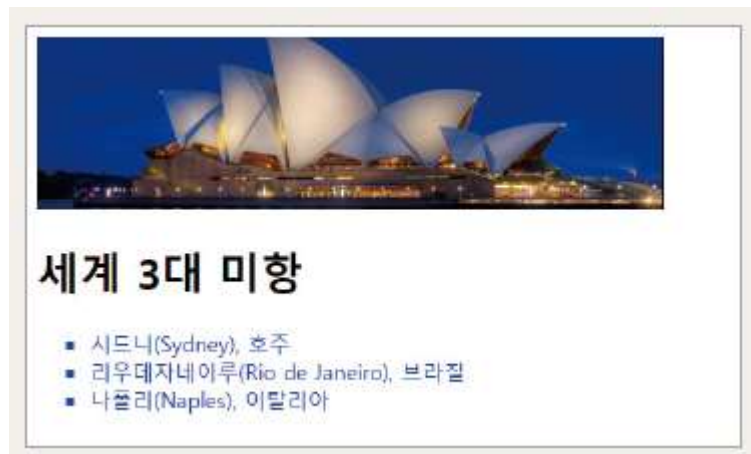 세계 3대 미항
▪ 시드니(Sydney), 호주
▪ 리우데자네이루(Rio de Janeiro), 브라질
▪ 나폴리(Naples), 이탈리아